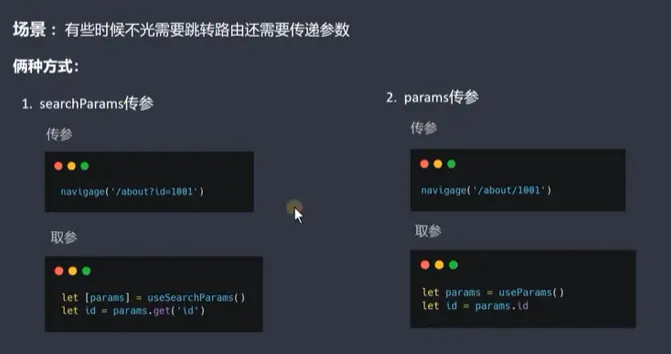 场景：有些时候不光需要跳转路由还需要传递参数
俩种方式：
1. searchParams传参
传参
navigage('/about?id=1001')
取参
let [params] = useSearchParams()
let id = params.get('id')
2. params传参
传参
navigage('/about/1001')
取参
let params = useParams()
let id = params.id